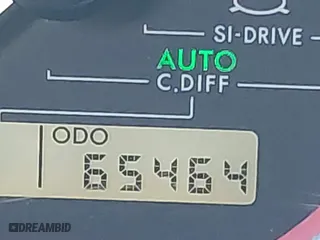 SI-DRIVE
AUTO
C.DIFF
ODO
65464
©DREAMBID